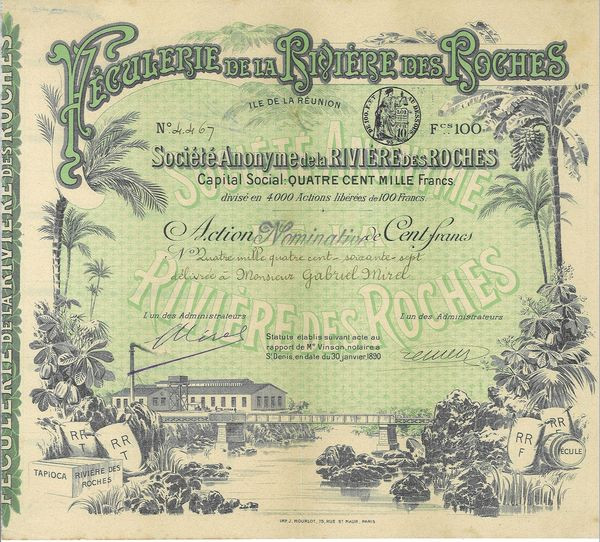 FÉCULERIE DE LA RIVIÈRE DES ROCHES
FÉCULERIE DE LA RIVIÈRE DES ROCHES
ILE DE LA RÉUNION
No 4.467
Fcs 100
Société Anonyme de la RIVIÈRE DES ROCHES
Capital Social: QUATRE CENT MILLE Francs
divisé en 4.000 Actions libérées de 100 Francs.
SOCIÉTÉ ANONYME
Action Nominative de Cent francs
No Quatre mille quatre cent-soixante-sept
délivrée à Monsieur Gabriel Mirel
RIVIÈRE DES ROCHES
L'un des Administrateurs
L'un des Administrateurs
Statuts établis suivant acte au
rapport de Me Vinson, notaire à
St Denis, en date du 30 janvier 1890
RR
T
RR
T
TAPIOCA
RIVIÈRE DES
ROCHES
RR
F
RR
FÉCULE
IMP. J. MOURLOT, 75, RUE ST MAUR, PARIS